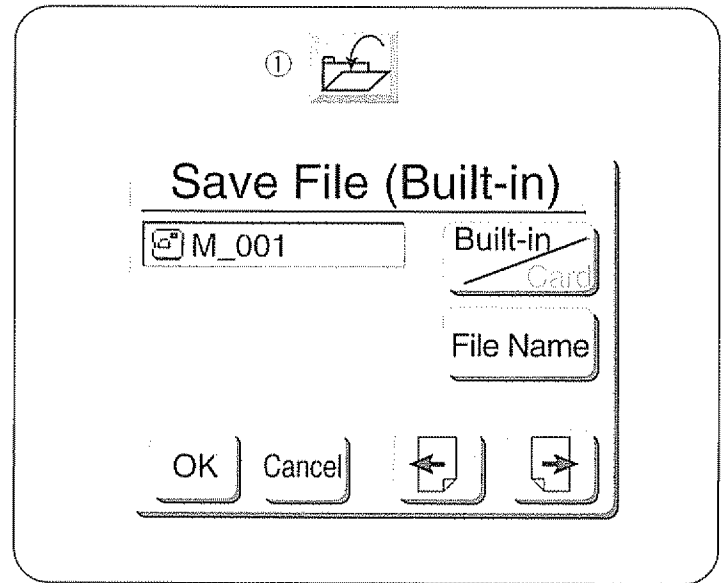 ①
Save File (Built-in)
M_001
Built-in
Card
File Name
OK Cancel